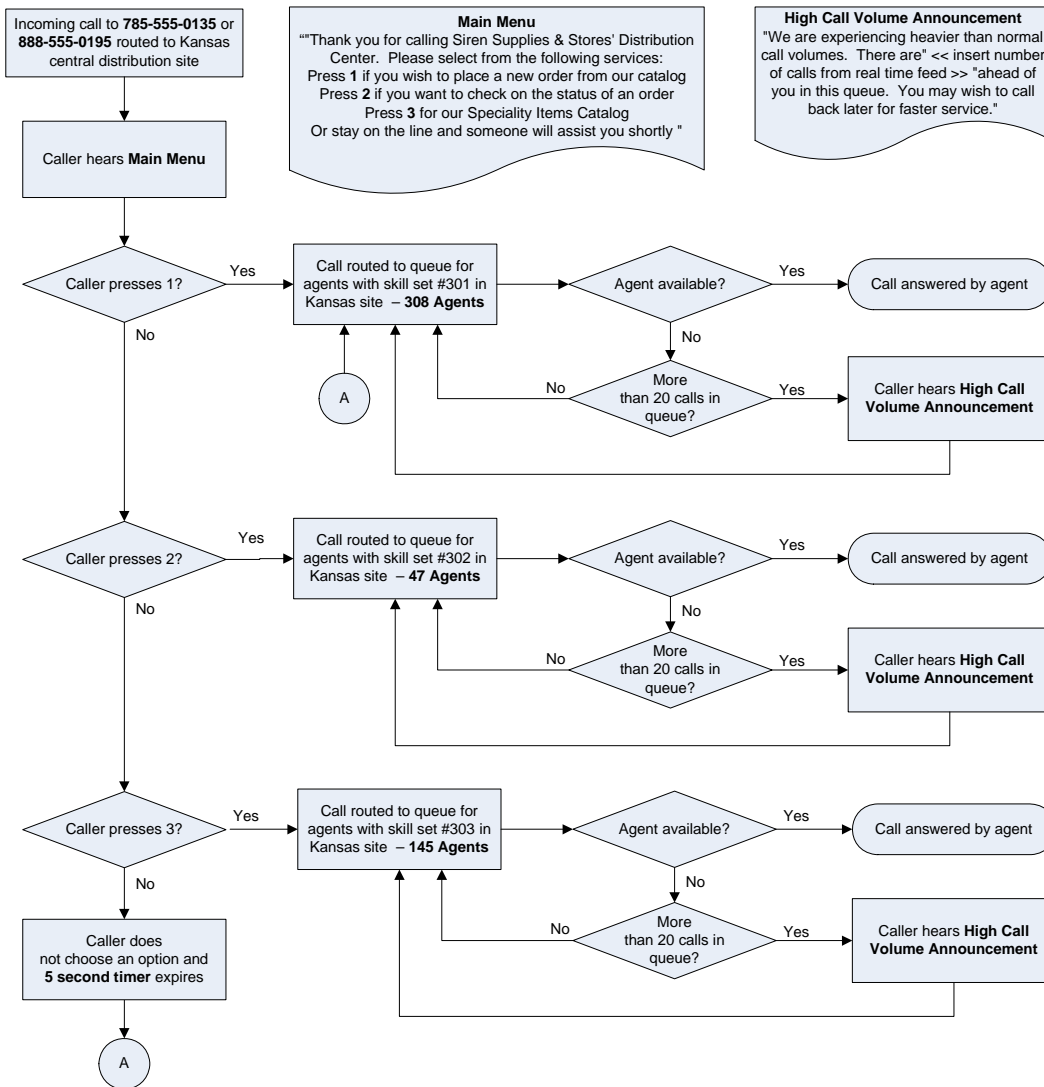 Incoming call to 785-555-0135 or
888-555-0195 routed to Kansas
central distribution site
Main Menu
""Thank you for calling Siren Supplies & Stores' Distribution
Center. Please select from the following services:
Press 1 if you wish to place a new order from our catalog
Press 2 if you want to check on the status of an order
Press 3 for our Speciality Items Catalog
Or stay on the line and someone will assist you shortly "
High Call Volume Announcement
"We are experiencing heavier than normal
call volumes. There are" << insert number
of calls from real time feed >> "ahead of
you in this queue. You may wish to call
back later for faster service."
Caller hears Main Menu
Caller presses 1?
Yes
No
Call routed to queue for
agents with skill set #301 in
Kansas site – 308 Agents
Agent available?
Yes
Call answered by agent
No
A
More
than 20 calls in
queue?
No
Yes
Caller hears High Call
Volume Announcement
Caller presses 2?
Yes
No
Call routed to queue for
agents with skill set #302 in
Kansas site – 47 Agents
Agent available?
Yes
Call answered by agent
No
More
than 20 calls in
queue?
No
Yes
Caller hears High Call
Volume Announcement
Caller presses 3?
Yes
No
Call routed to queue for
agents with skill set #303 in
Kansas site – 145 Agents
Agent available?
Yes
Call answered by agent
No
More
than 20 calls in
queue?
No
Yes
Caller hears High Call
Volume Announcement
Caller does
not choose an option and
5 second timer expires
A